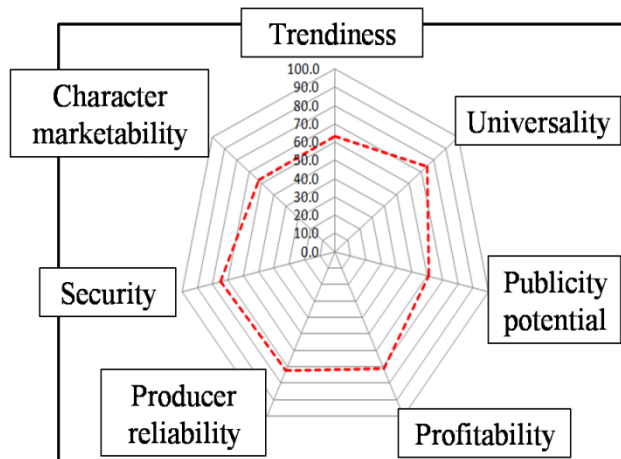 Trendiness
Character
marketability
Universality
100.0
90.0
80.0
70.0
60.0
50.0
40.0
30.0
20.0
10.0
0.0
Security
Publicity
potential
Producer
reliability
Profitability